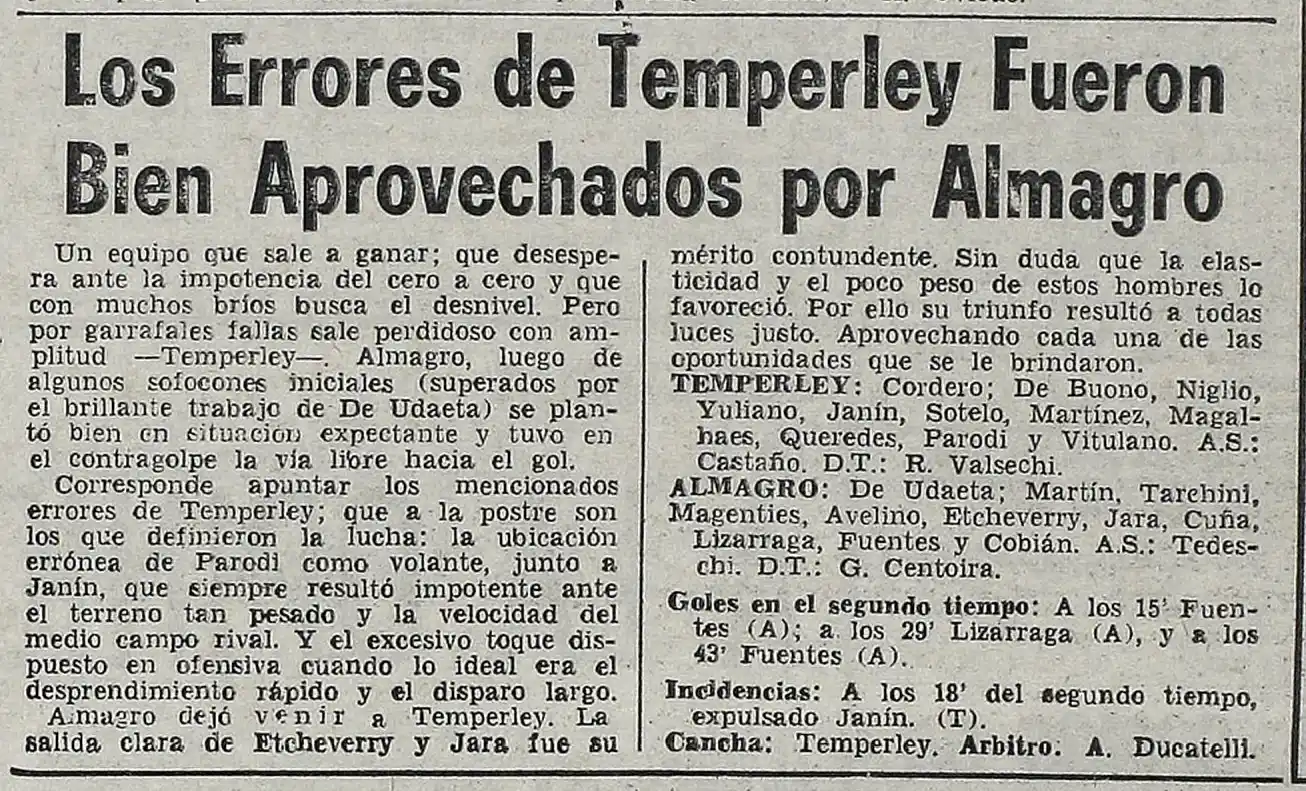 Los Errores de Temperley Fueron
Bien Aprovechados por Almagro
Un equipo que sale a ganar; que desespe-
ra ante la impotencia del cero a cero y que
con muchos bríos busca el desnivel. Pero
por garrafales fallas sale perdidoso con am-
plitud —Temperley—. Almagro, luego de
algunos sofocones iniciales (superados por
el brillante trabajo de De Udaeta) se plan-
tó bien en situación expectante y tuvo en
el contragolpe la vía libre hacia el gol.
Corresponde apuntar los mencionados
errores de Temperley; que a la postre son
los que definieron la lucha: la ubicación
errónea de Parodi como volante, junto a
Janín, que siempre resultó impotente ante
el terreno tan pesado y la velocidad del
medio campo rival. Y el excesivo toque dis-
puesto en ofensiva cuando lo ideal era el
desprendimiento rápido y el disparo largo.
Almagro dejó venir a Temperley. La
salida clara de Etcheverry y Jara fue su
mérito contundente. Sin duda que la elas-
ticidad y el poco peso de estos hombres lo
favoreció. Por ello su triunfo resultó a todas
luces justo. Aprovechando cada una de las
oportunidades que se le brindaron.
TEMPERLEY: Cordero; De Buono, Niglio,
Yuliano, Janín, Sotelo, Martínez, Magal-
haes, Queredes, Parodi y Vitulano. A.S.:
Castaño. D.T.: R. Valsechi.
ALMAGRO: De Udaeta; Martín, Tarchini,
Magenties, Avelino, Etcheverry, Jara, Cuña,
Lizarraga, Fuentes y Cobián. A.S.: Tedes-
chi. D.T.: G. Centoira.
Goles en el segundo tiempo: A los 15' Fuen-
tes (A); a los 29' Lizarraga (A), y a los
43' Fuentes (A).
Incidencias: A los 18' del segundo tiempo,
expulsado Janín. (T).
Cancha: Temperley. Arbitro: A. Ducatelli.